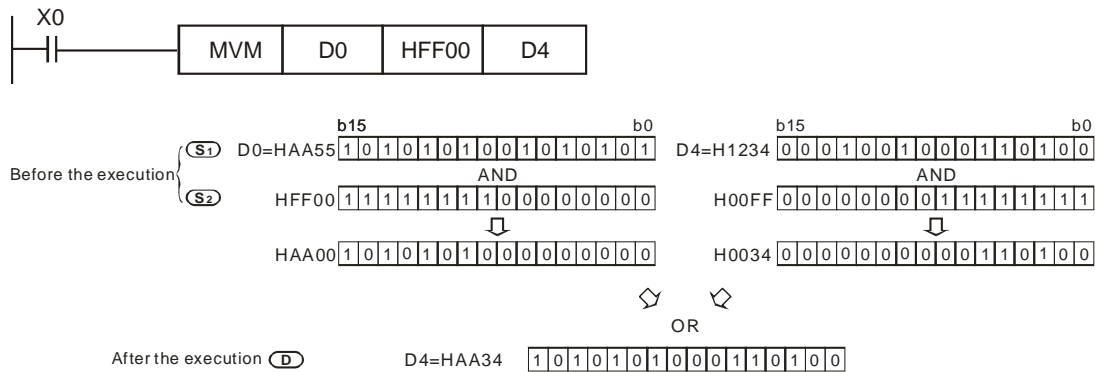 X0
MVM D0 HFF00 D4
b15 b0 b15 b0
S1 D0=HAA55 1 0 1 0 1 0 1 0 0 1 0 1 0 1 0 1 D4=H1234 0 0 0 1 0 0 1 0 0 0 1 1 0 1 0 0
Before the execution AND AND
S2 HFF00 1 1 1 1 1 1 1 1 0 0 0 0 0 0 0 0 H00FF 0 0 0 0 0 0 0 0 1 1 1 1 1 1 1 1
HAA00 1 0 1 0 1 0 1 0 0 0 0 0 0 0 0 0 H0034 0 0 0 0 0 0 0 0 0 0 1 1 0 1 0 0
OR
After the execution D D4=HAA34 1 0 1 0 1 0 1 0 0 0 1 1 0 1 0 0